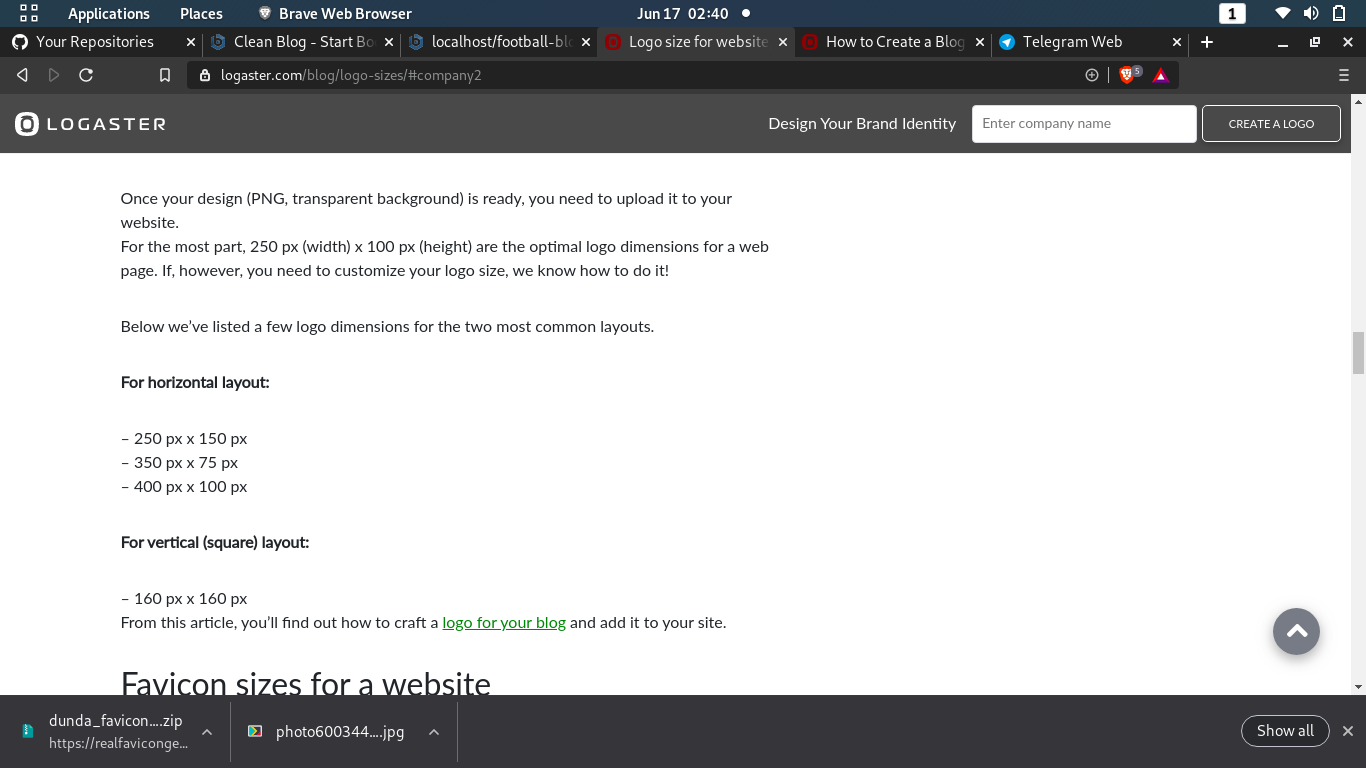 Applications Places Brave Web Browser Jun 17 02:40 1
Your Repositories Clean Blog - Start Bo localhost/football-blo Logo size for website How to Create a Blog Telegram Web
logaster.com/blog/logo-sizes/#company2 5
LOGASTER Design Your Brand Identity Enter company name CREATE A LOGO
Once your design (PNG, transparent background) is ready, you need to upload it to your
website.
For the most part, 250 px (width) x 100 px (height) are the optimal logo dimensions for a web
page. If, however, you need to customize your logo size, we know how to do it!
Below we’ve listed a few logo dimensions for the two most common layouts.
For horizontal layout:
– 250 px x 150 px
– 350 px x 75 px
– 400 px x 100 px
For vertical (square) layout:
– 160 px x 160 px
From this article, you’ll find out how to craft a logo for your blog and add it to your site.
Favicon sizes for a website
dunda_favicon....zip
https://realfaviconge...
photo600344....jpg
Show all